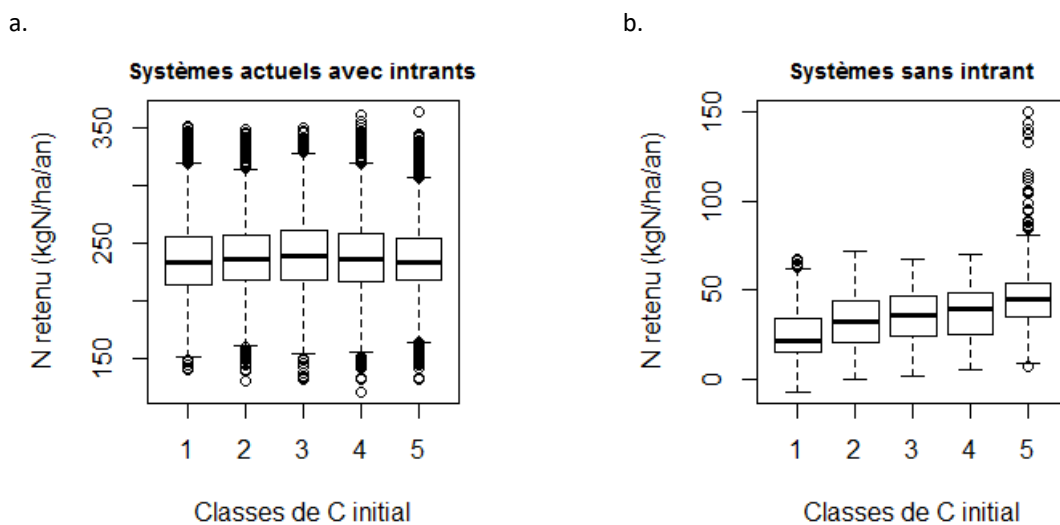 a.
Systèmes actuels avec intrants
N retenu (kgN/ha/an)
350
250
150
1 2 3 4 5
Classes de C initial
b.
Systèmes sans intrant
N retenu (kgN/ha/an)
150
100
50
0
1 2 3 4 5
Classes de C initial